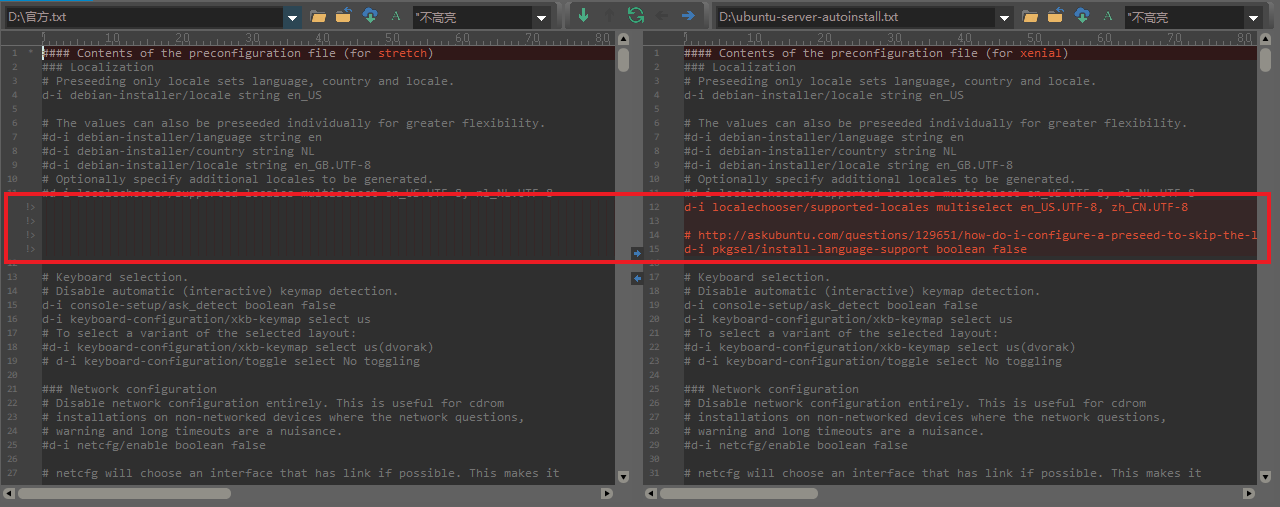 D:\官方.txt
A
"不高亮
D:\ubuntu-server-autoinstall.txt
A
"不高亮
0 10 20 30 40 50 60 70 80
1 * #### Contents of the preconfiguration file (for stretch)
2 ### Localization
3 # Preseeding only locale sets language, country and locale.
4 d-i debian-installer/locale string en_US
5
6 # The values can also be preseeded individually for greater flexibility.
7 #d-i debian-installer/language string en
8 #d-i debian-installer/country string NL
9 #d-i debian-installer/locale string en_GB.UTF-8
10 # Optionally specify additional locales to be generated.
11 #d-i localechooser/supported-locales multiselect en_US.UTF-8, nl_NL.UTF-8
!>
!>
!>
!>
12
13 # Keyboard selection.
14 # Disable automatic (interactive) keymap detection.
15 d-i console-setup/ask_detect boolean false
16 d-i keyboard-configuration/xkb-keymap select us
17 # To select a variant of the selected layout:
18 #d-i keyboard-configuration/xkb-keymap select us(dvorak)
19 # d-i keyboard-configuration/toggle select No toggling
20
21 ### Network configuration
22 # Disable network configuration entirely. This is useful for cdrom
23 # installations on non-networked devices where the network questions,
24 # warning and long timeouts are a nuisance.
25 #d-i netcfg/enable boolean false
26
27 # netcfg will choose an interface that has link if possible. This makes it
0 10 20 30 40 50 60 70 80
1 #### Contents of the preconfiguration file (for xenial)
2 ### Localization
3 # Preseeding only locale sets language, country and locale.
4 d-i debian-installer/locale string en_US
5
6 # The values can also be preseeded individually for greater flexibility.
7 #d-i debian-installer/language string en
8 #d-i debian-installer/country string NL
9 #d-i debian-installer/locale string en_GB.UTF-8
10 # Optionally specify additional locales to be generated.
11 #d-i localechooser/supported-locales multiselect en_US.UTF-8, nl_NL.UTF-8
12 d-i localechooser/supported-locales multiselect en_US.UTF-8, zh_CN.UTF-8
13
14 # http://askubuntu.com/questions/129651/how-do-i-configure-a-preseed-to-skip-the-l
15 d-i pkgsel/install-language-support boolean false
16
17 # Keyboard selection.
18 # Disable automatic (interactive) keymap detection.
19 d-i console-setup/ask_detect boolean false
20 d-i keyboard-configuration/xkb-keymap select us
21 # To select a variant of the selected layout:
22 #d-i keyboard-configuration/xkb-keymap select us(dvorak)
23 # d-i keyboard-configuration/toggle select No toggling
24
25 ### Network configuration
26 # Disable network configuration entirely. This is useful for cdrom
27 # installations on non-networked devices where the network questions,
28 # warning and long timeouts are a nuisance.
29 #d-i netcfg/enable boolean false
30
31 # netcfg will choose an interface that has link if possible. This makes it